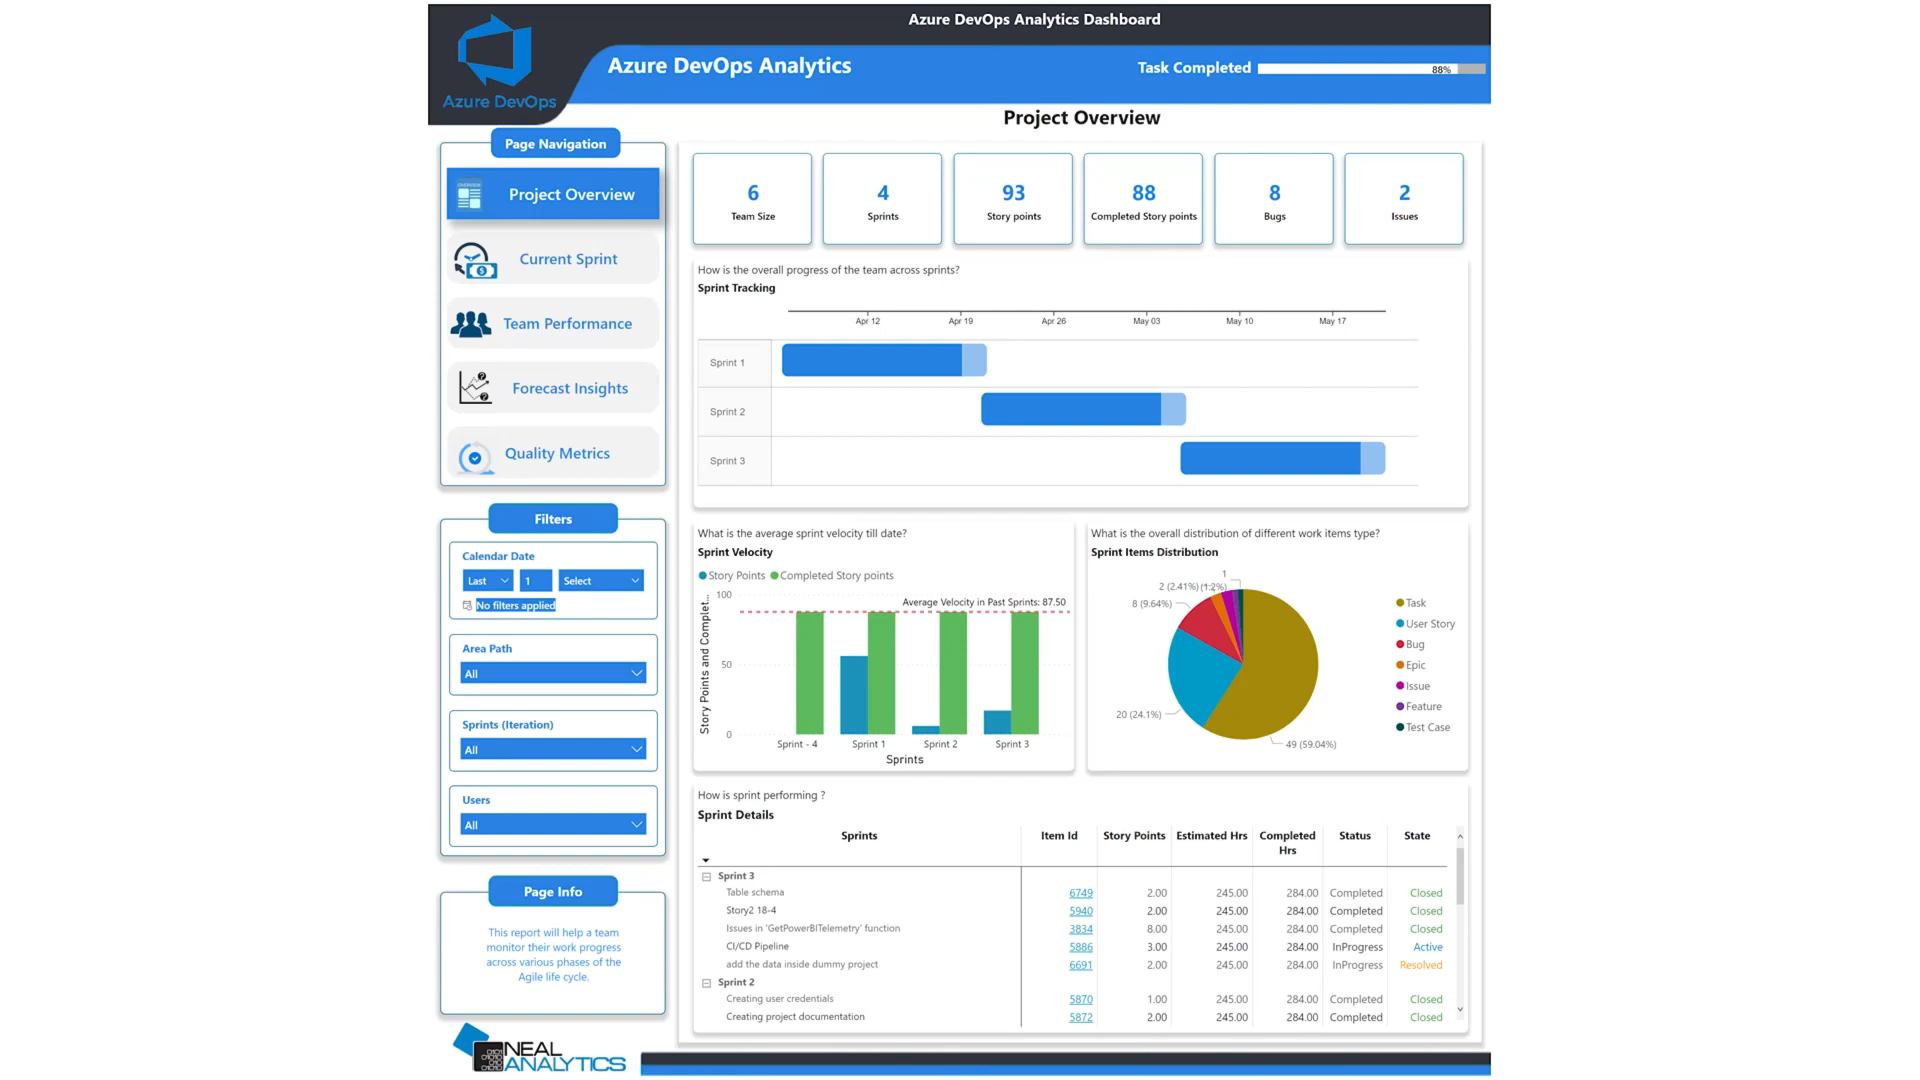 Azure DevOps Analytics Dashboard
Azure DevOps
Azure DevOps Analytics
Task Completed 88%
Project Overview
Page Navigation
Project Overview
Current Sprint
Team Performance
Forecast Insights
Quality Metrics
Filters
Calendar Date
Last 1 Select
No filters applied
Area Path
All
Sprints (Iteration)
All
Users
All
Page Info
This report will help a team
monitor their work progress
across various phases of the
Agile life cycle.
NEAL
ANALYTICS
6 4 93 88 8 2
Team Size Sprints Story points Completed Story points Bugs Issues
How is the overall progress of the team across sprints?
Sprint Tracking
Apr 12 Apr 19 Apr 26 May 03 May 10 May 17
Sprint 1
Sprint 2
Sprint 3
What is the average sprint velocity till date?
Sprint Velocity
Story Points Completed Story points
Story Points and Complet...
100
50
0
Average Velocity in Past Sprints: 87.50
Sprint - 4 Sprint 1 Sprint 2 Sprint 3
Sprints
What is the overall distribution of different work items type?
Sprint Items Distribution
1
2 (2.41%) (1.2%)
8 (9.64%)
20 (24.1%)
49 (59.04%)
Task
User Story
Bug
Epic
Issue
Feature
Test Case
How is sprint performing ?
Sprint Details
Sprints Item Id Story Points Estimated Hrs Completed Hrs Status State
Sprint 3
Table schema 6749 2.00 245.00 284.00 Completed Closed
Story2 18-4 5940 2.00 245.00 284.00 Completed Closed
Issues in 'GetPowerBITelemetry' function 3834 8.00 245.00 284.00 Completed Closed
CI/CD Pipeline 5886 3.00 245.00 284.00 InProgress Active
add the data inside dummy project 6691 2.00 245.00 284.00 InProgress Resolved
Sprint 2
Creating user credentials 5870 1.00 245.00 284.00 Completed Closed
Creating project documentation 5872 2.00 245.00 284.00 Completed Closed